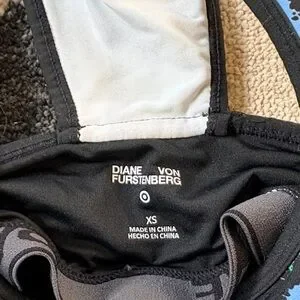 DIANE VON
FURSTENBERG
XS
MADE IN CHINA
HECHO EN CHINA